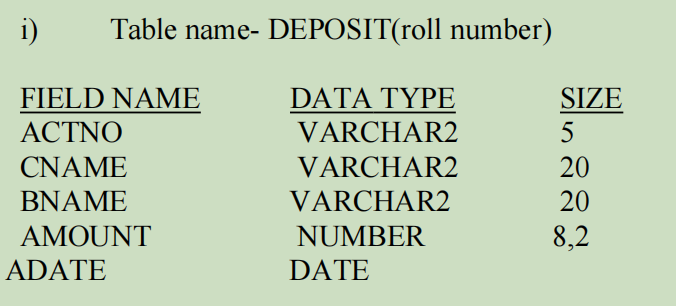 i) Table name- DEPOSIT(roll number)
FIELD NAME DATA TYPE SIZE
ACTNO VARCHAR2 5
CNAME VARCHAR2 20
BNAME VARCHAR2 20
AMOUNT NUMBER 8,2
ADATE DATE